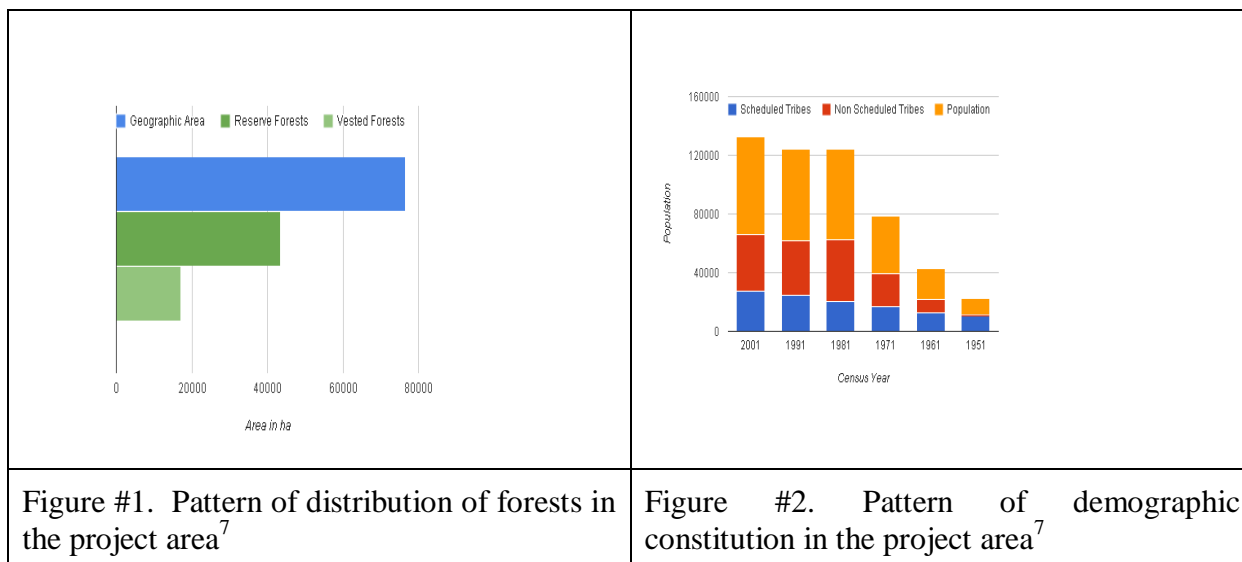 Geographic Area Reserve Forests Vested Forests
0 20000 40000 60000 80000
Area in ha
160000
Scheduled Tribes Non Scheduled Tribes Population
120000
80000
40000
0
Population
2001 1991 1981 1971 1961 1951
Census Year
Figure #1. Pattern of distribution of forests in
the project area7
Figure #2. Pattern of demographic
constitution in the project area7